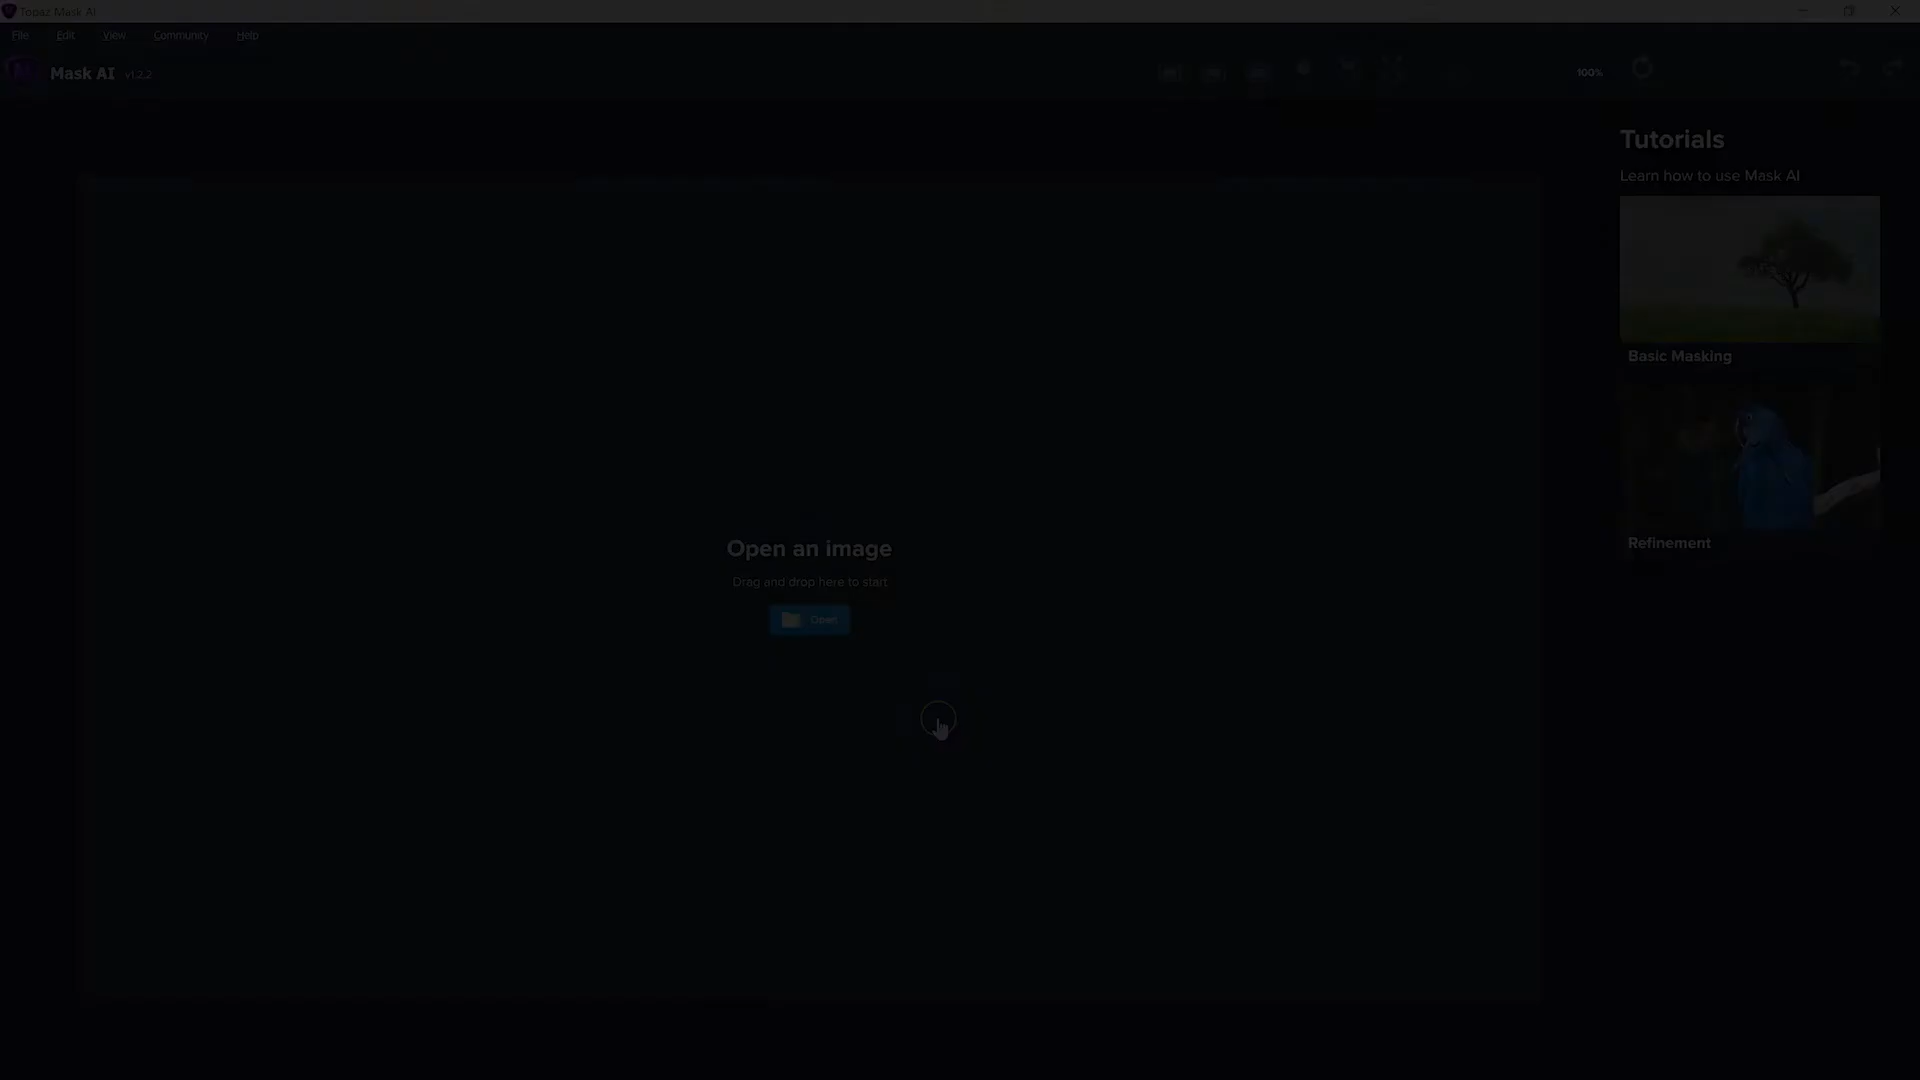 Topaz Mask AI
File Edit View Community Help
Mask AI v1.2.2
100%
Tutorials
Learn how to use Mask AI
Basic Masking
Refinement
Open an image
Drag and drop here to start
Open